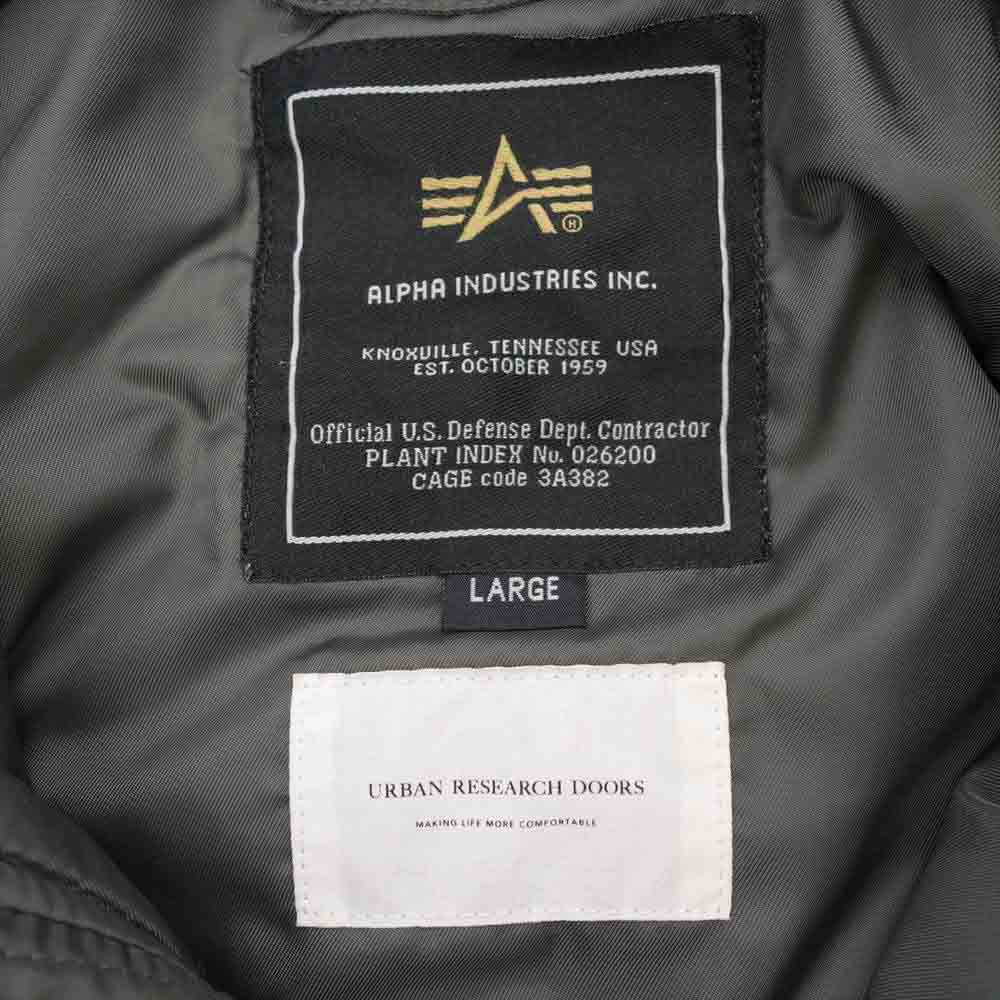 ALPHA INDUSTRIES INC.
KNOXVILLE, TENNESSEE USA
EST. OCTOBER 1959
Official U.S. Defense Dept. Contractor
PLANT INDEX No. 026200
CAGE code 3A382
LARGE
URBAN RESEARCH DOORS
MAKING LIFE MORE COMFORTABLE